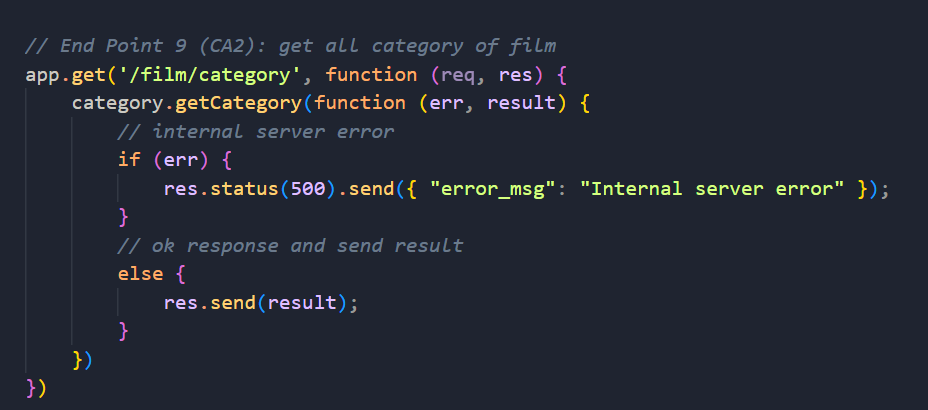 // End Point 9 (CA2): get all category of film
app.get('/film/category', function (req, res) {
    category.getCategory(function (err, result) {
        // internal server error
        if (err) {
            res.status(500).send({ "error_msg": "Internal server error" });
        }
        // ok response and send result
        else {
            res.send(result);
        }
    })
})